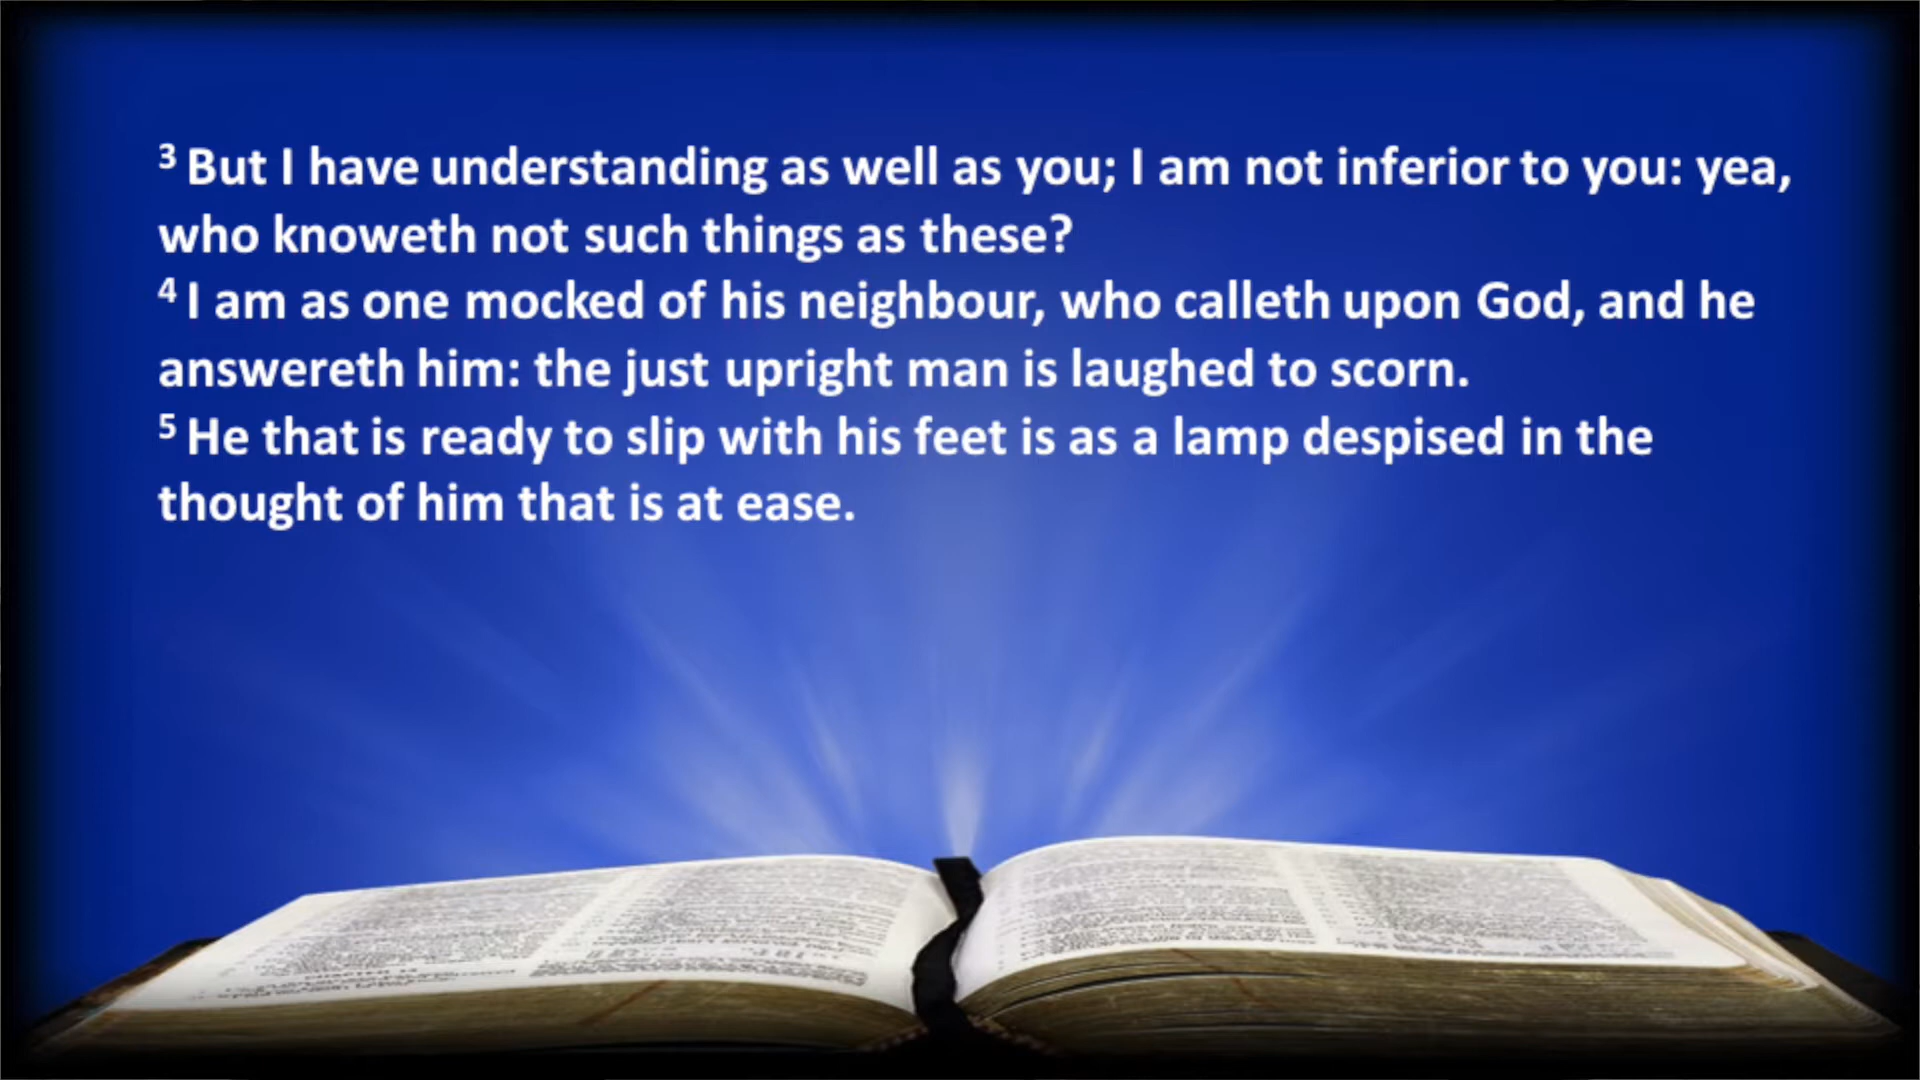 3 But I have understanding as well as you; I am not inferior to you: yea,
who knoweth not such things as these?
4 I am as one mocked of his neighbour, who calleth upon God, and he
answereth him: the just upright man is laughed to scorn.
5 He that is ready to slip with his feet is as a lamp despised in the
thought of him that is at ease.